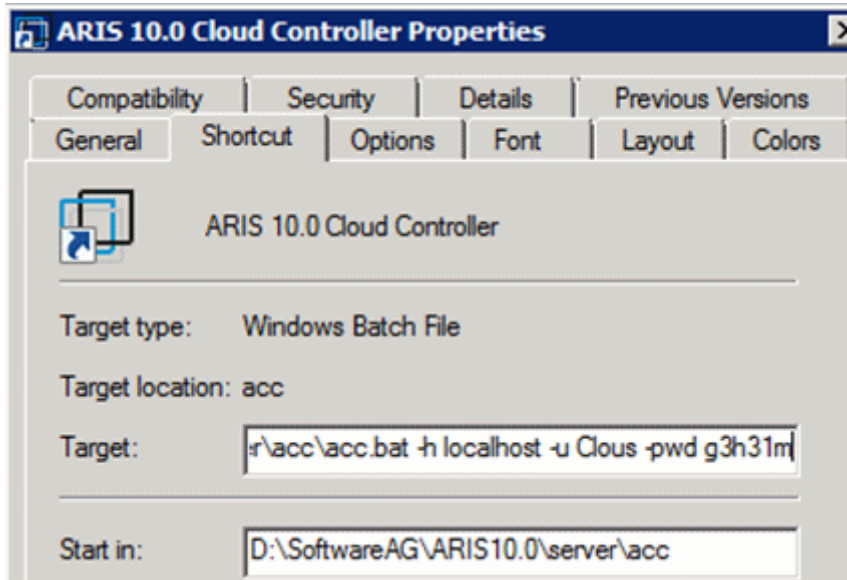 ARIS 10.0 Cloud Controller Properties
Compatibility Security Details Previous Versions
General Shortcut Options Font Layout Colors
ARIS 10.0 Cloud Controller
Target type: Windows Batch File
Target location: acc
Target: r\acc\acc.bat -h localhost -u Clous -pwd g3h31m
Start in: D:\SoftwareAG\ARIS10.0\server\acc